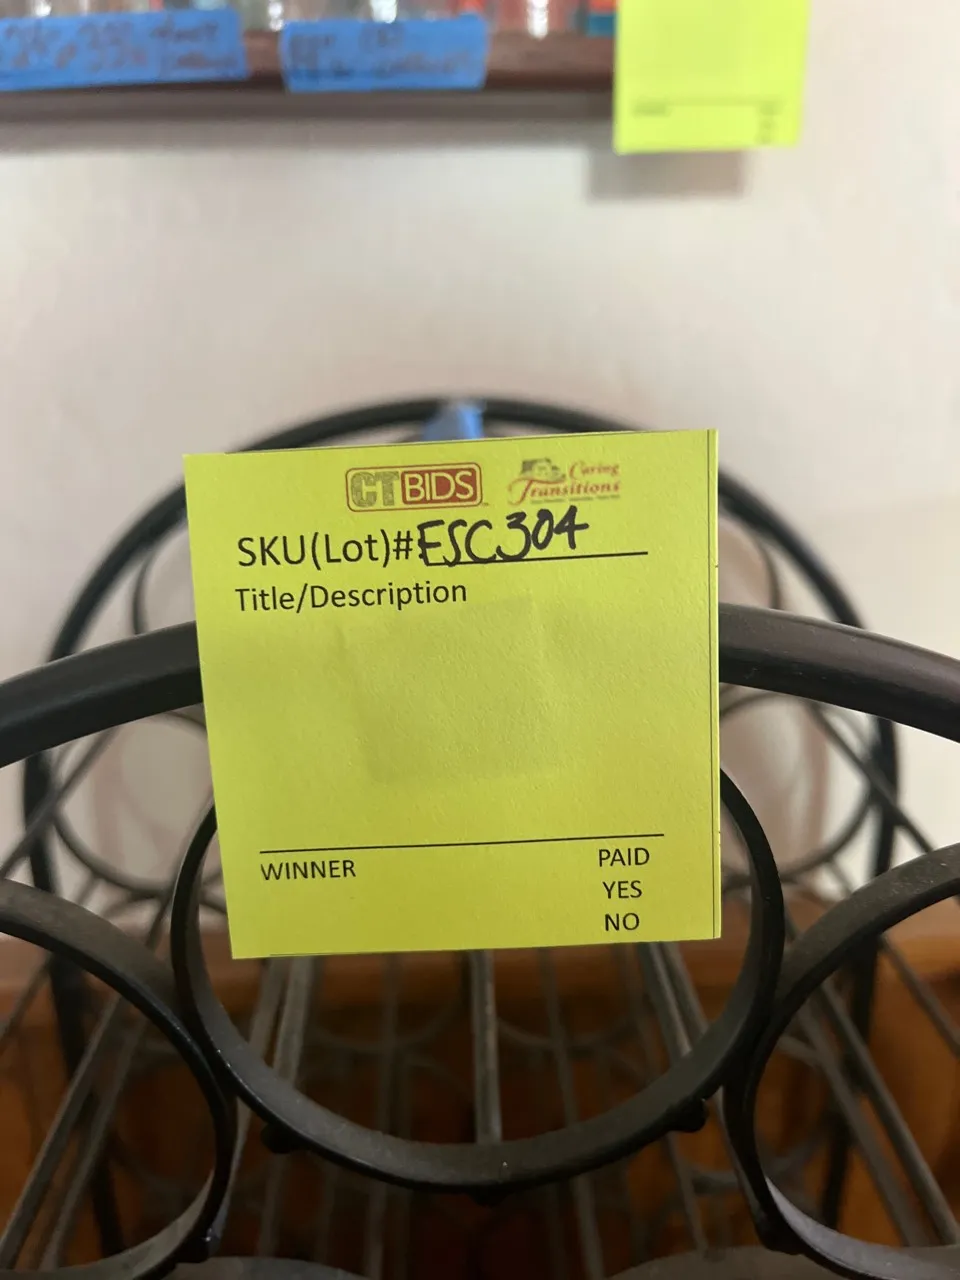 CTBIDS Caring Transitions
SKU(Lot)#ESC304
Title/Description
WINNER
PAID
YES
NO